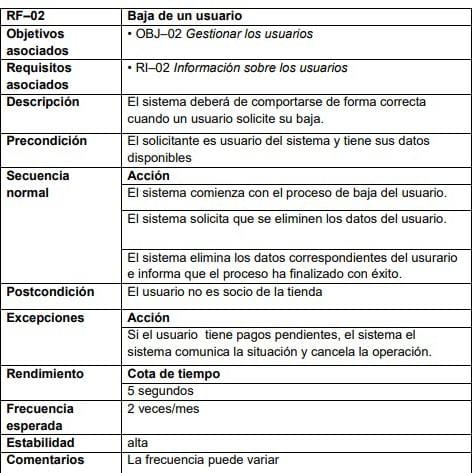 RF–02 Baja de un usuario
Objetivos asociados • OBJ–02 Gestionar los usuarios
Requisitos asociados • RI–02 Información sobre los usuarios
Descripción El sistema deberá de comportarse de forma correcta
cuando un usuario solicite su baja.
Precondición El solicitante es usuario del sistema y tiene sus datos
disponibles
Secuencia normal Acción
El sistema comienza con el proceso de baja del usuario.
El sistema solicita que se eliminen los datos del usuario.
El sistema elimina los datos correspondientes del usurario
e informa que el proceso ha finalizado con éxito.
Postcondición El usuario no es socio de la tienda
Excepciones Acción
Si el usuario tiene pagos pendientes, el sistema el
sistema comunica la situación y cancela la operación.
Rendimiento Cota de tiempo
5 segundos
Frecuencia esperada 2 veces/mes
Estabilidad alta
Comentarios La frecuencia puede variar